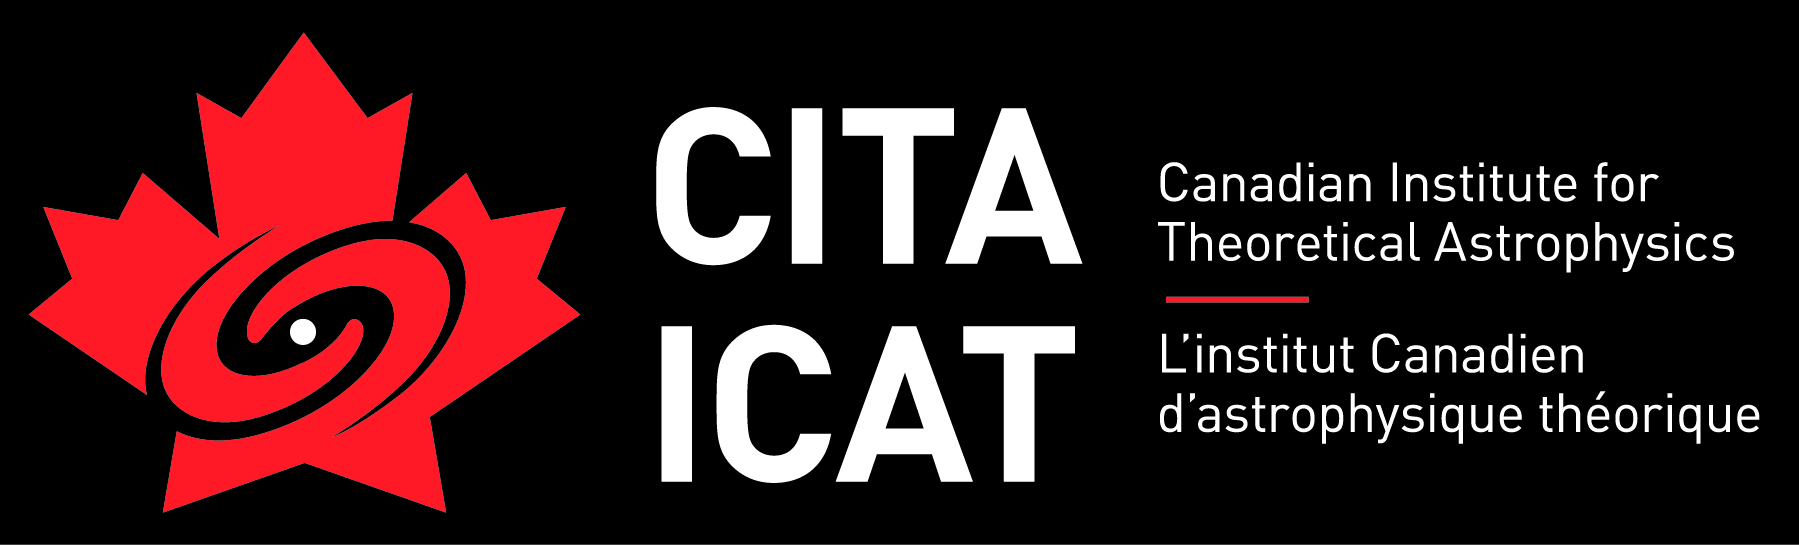 CITA
ICAT
Canadian Institute for
Theoretical Astrophysics
L'institut Canadien
d'astrophysique théorique